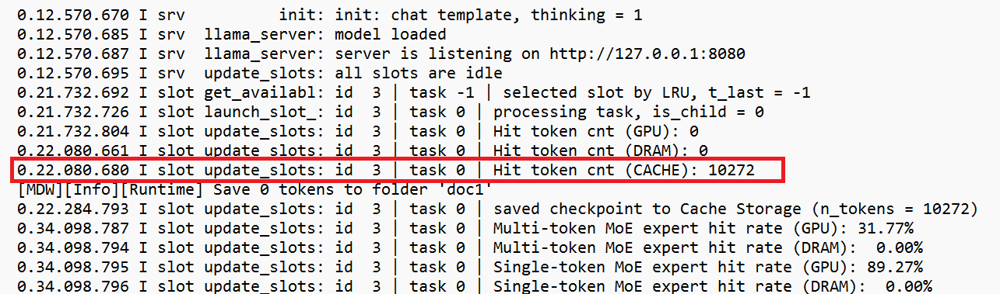 0.12.570.670 I srv          init: init: chat template, thinking = 1
0.12.570.685 I srv  llama_server: model loaded
0.12.570.687 I srv  llama_server: server is listening on http://127.0.0.1:8080
0.12.570.695 I srv  update_slots: all slots are idle
0.21.732.692 I slot get_availabl: id  3 | task -1 | selected slot by LRU, t_last = -1
0.21.732.726 I slot launch_slot_: id  3 | task 0 | processing task, is_child = 0
0.21.732.804 I slot update_slots: id  3 | task 0 | Hit token cnt (GPU): 0
0.22.080.661 I slot update_slots: id  3 | task 0 | Hit token cnt (DRAM): 0
0.22.080.680 I slot update_slots: id  3 | task 0 | Hit token cnt (CACHE): 10272
[MDW][Info][Runtime] Save 0 tokens to folder 'doc1'
0.22.284.793 I slot update_slots: id  3 | task 0 | saved checkpoint to Cache Storage (n_tokens = 10272)
0.34.098.787 I slot update_slots: id  3 | task 0 | Multi-token MoE expert hit rate (GPU): 31.77%
0.34.098.794 I slot update_slots: id  3 | task 0 | Multi-token MoE expert hit rate (DRAM):  0.00%
0.34.098.795 I slot update_slots: id  3 | task 0 | Single-token MoE expert hit rate (GPU): 89.27%
0.34.098.796 I slot update_slots: id  3 | task 0 | Single-token MoE expert hit rate (DRAM):  0.00%